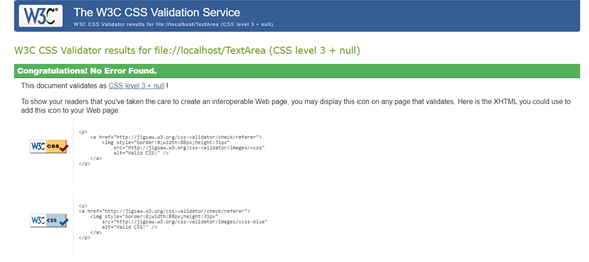 W3C®
The W3C CSS Validation Service
W3C CSS Validator results for file://localhost/TextArea (CSS level 3 + null)
W3C CSS Validator results for file://localhost/TextArea (CSS level 3 + null)
Congratulations! No Error Found.
This document validates as CSS level 3 + null !
To show your readers that you've taken the care to create an interoperable Web page, you may display this icon on any page that validates. Here is the XHTML you could use to
add this icon to your Web page:
W3C CSS
<p>
<a href="http://jigsaw.w3.org/css-validator/check/referer">
<img style="border:0;width:88px;height:31px"
src="http://jigsaw.w3.org/css-validator/images/vcss"
alt="Valid CSS!" />
</a>
</p>
W3C CSS
<p>
<a href="http://jigsaw.w3.org/css-validator/check/referer">
<img style="border:0;width:88px;height:31px"
src="http://jigsaw.w3.org/css-validator/images/vcss-blue"
alt="Valid CSS!" />
</a>
</p>